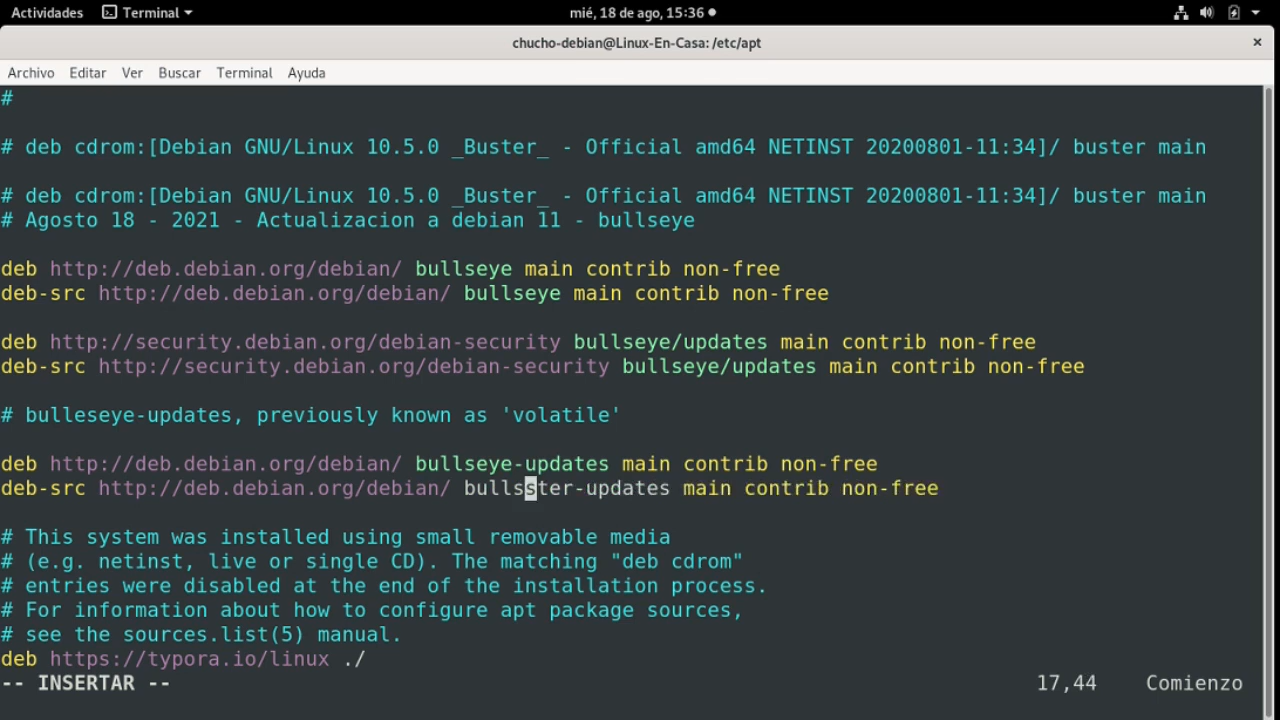 Actividades Terminal mié, 18 de ago, 15:36
chucho-debian@Linux-En-Casa: /etc/apt ×
Archivo Editar Ver Buscar Terminal Ayuda
#
# deb cdrom:[Debian GNU/Linux 10.5.0 _Buster_ - Official amd64 NETINST 20200801-11:34]/ buster main
# deb cdrom:[Debian GNU/Linux 10.5.0 _Buster_ - Official amd64 NETINST 20200801-11:34]/ buster main
# Agosto 18 - 2021 - Actualizacion a debian 11 - bullseye
deb http://deb.debian.org/debian/ bullseye main contrib non-free
deb-src http://deb.debian.org/debian/ bullseye main contrib non-free
deb http://security.debian.org/debian-security bullseye/updates main contrib non-free
deb-src http://security.debian.org/debian-security bullseye/updates main contrib non-free
# bulleseye-updates, previously known as 'volatile'
deb http://deb.debian.org/debian/ bullseye-updates main contrib non-free
deb-src http://deb.debian.org/debian/ bullsster-updates main contrib non-free
# This system was installed using small removable media
# (e.g. netinst, live or single CD). The matching "deb cdrom"
# entries were disabled at the end of the installation process.
# For information about how to configure apt package sources,
# see the sources.list(5) manual.
deb https://typora.io/linux ./
-- INSERTAR -- 17,44 Comienzo